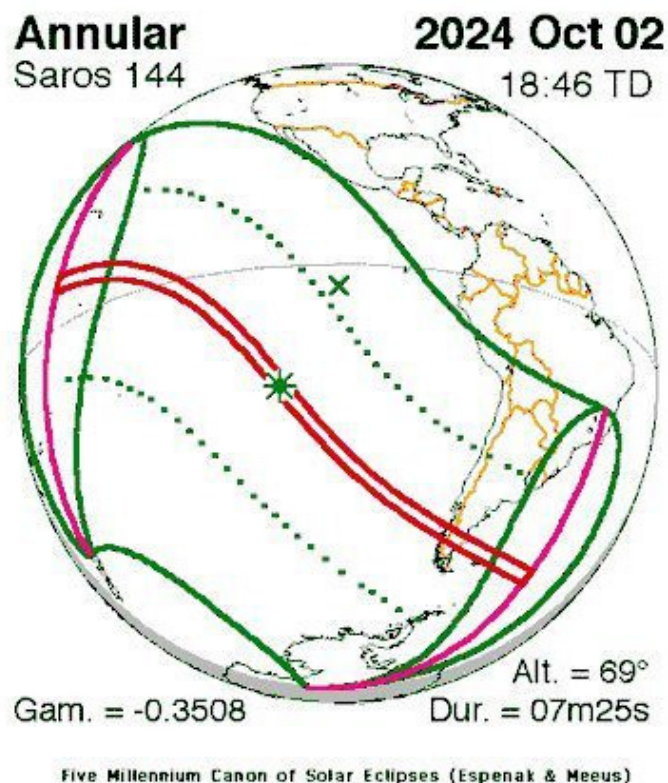 Annular 2024 Oct 02
Saros 144 18:46 TD
Alt. = 69°
Gam. = -0.3508 Dur. = 07m25s
Five Millennium Canon of Solar Eclipses (Espenak & Meeus)